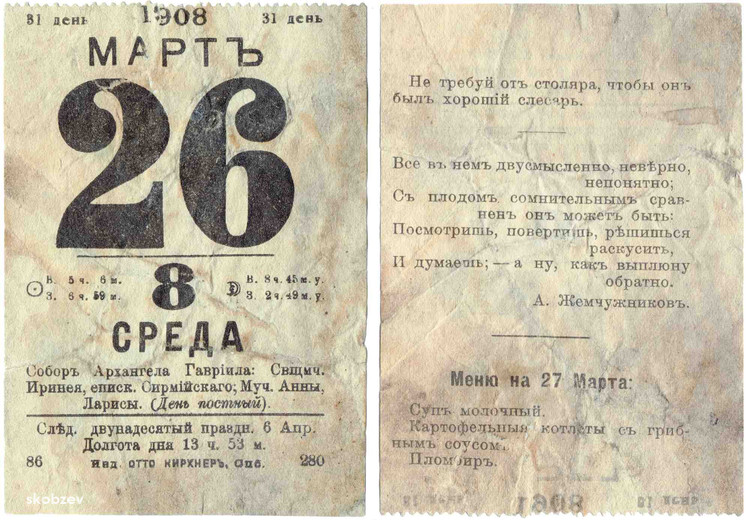 31 день 1908 31 день
МАРТЪ
26
8
В. 5 ч. 6 м.
З. 6 ч. 59 м.
В. 8 ч. 45 м. у.
З. 2 ч. 49 м. у.
СРЕДА
Соборъ Архангела Гавріила: Свщмч.
Иринея, еписк. Сирмійскаго; Муч. Анны,
Ларисы. (День постный).
Слѣд. двунадесятый праздн. 6 Апр.
Долгота дня 13 ч. 53 м.
86 Изд. ОТТО КИРХНЕРЪ, Спб. 280
skobzev
Не требуй отъ столяра, чтобы онъ
былъ хорошій слесарь.
Все въ немъ двусмысленно, невѣрно,
непонятно;
Съ плодомъ сомнительнымъ срав-
ненъ онъ можетъ быть:
Посмотришь, повертишь, рѣшишься
раскусить,
И думаешь; — а ну, какъ выплюну
обратно.
А. Жемчужниковъ.
Меню на 27 Марта:
Супъ молочный.
Картофельныя котлеты съ гриб-
нымъ соусомъ.
Пломбиръ.